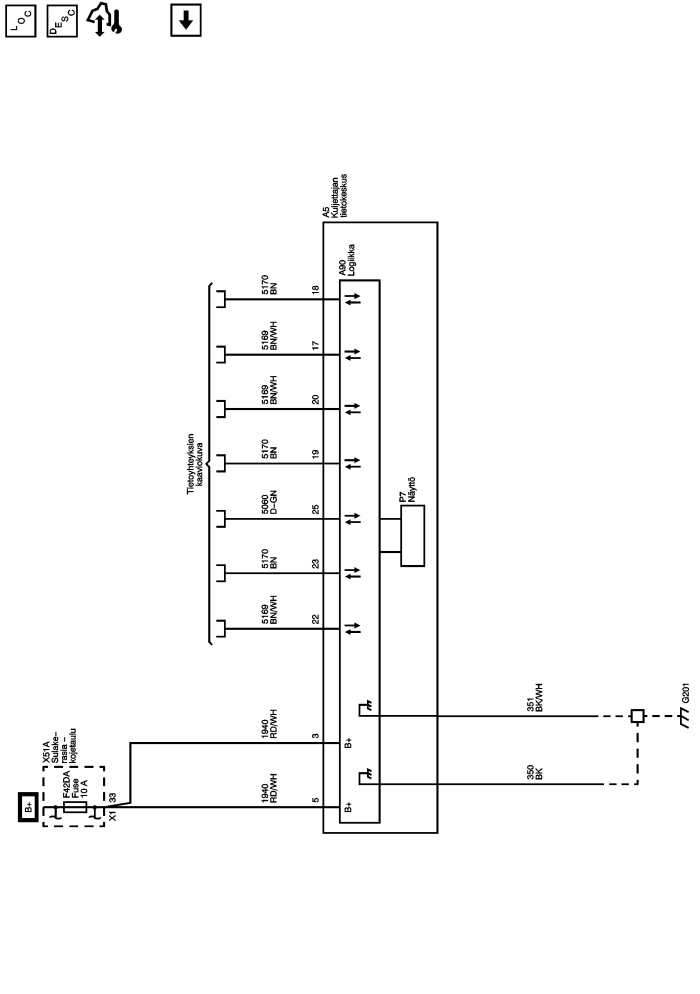 LOC
DESC
A5
Kuljettajan
tietokeskus
A90
Logiikka
Tietoyhteyksien
kaaviokuva
5170
BN
18
5169
BN/WH
17
5169
BN/WH
20
5170
BN
19
5060
D-GN
25
5170
BN
23
5169
BN/WH
22
P7
Näyttö
1940
RD/WH
3
B+
1940
RD/WH
5
B+
X51A
Sulake-
rasia -
kojetaulu
B+
F42DA
Fuse
10 A
X1
33
351
BK/WH
350
BK
G201